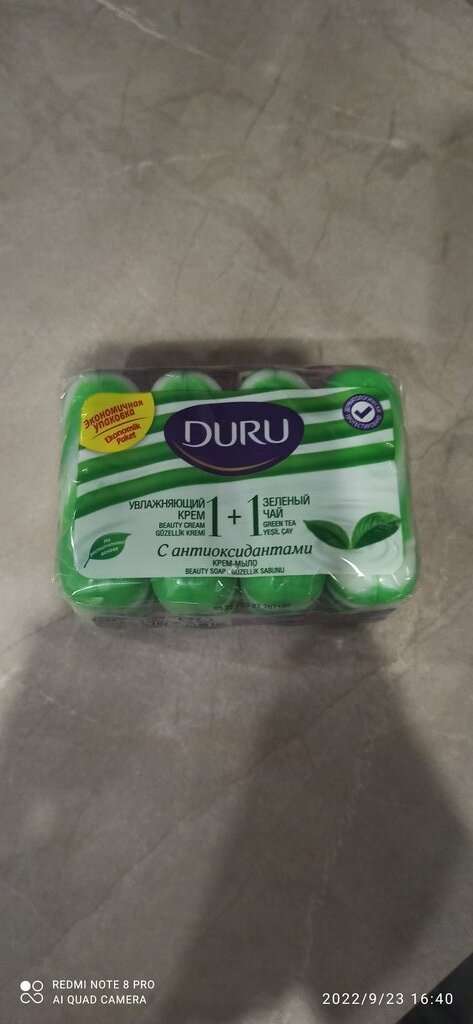 Экономичная
упаковка
Ekonomik
Paket
DURU
УВЛАЖНЯЮЩИЙ
КРЕМ
BEAUTY CREAM
GÜZELLİK KREMİ
1+1
ЗЕЛЕНЫЙ
ЧАЙ
GREEN TEA
YEŞİL ÇAY
С антиоксидантами
КРЕМ-МЫЛО
BEAUTY SOAP - GÜZELLİK SABUNU
На
основе
REDMI NOTE 8 PRO
AI QUAD CAMERA
2022/9/23 16:40